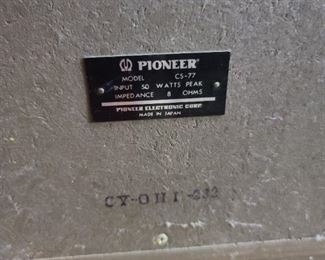 PIONEER
MODEL CS-77
INPUT 50 WATTS PEAK
IMPEDANCE 8 OHMS
PIONEER ELECTRONIC CORP.
MADE IN JAPAN